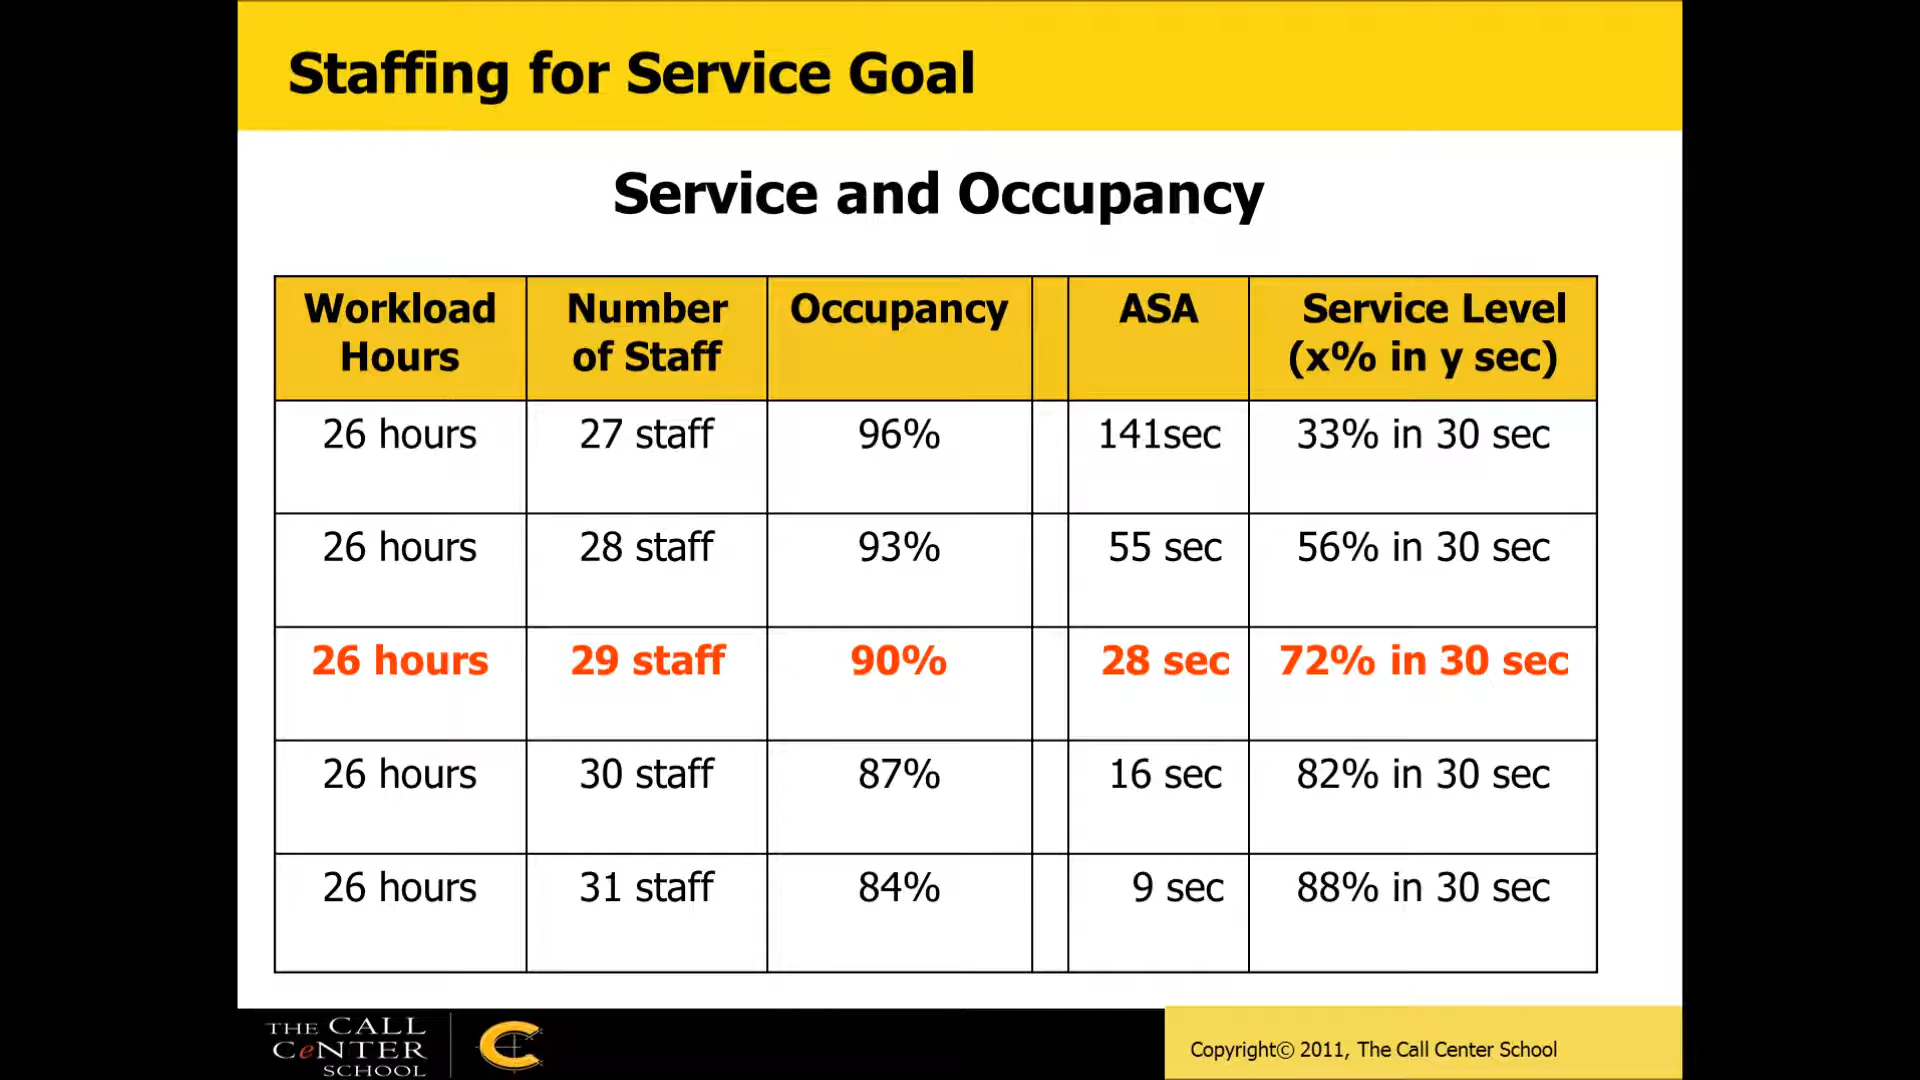 Staffing for Service Goal
Service and Occupancy
Workload Hours Number of Staff Occupancy ASA Service Level (x% in y sec)
26 hours 27 staff 96% 141sec 33% in 30 sec
26 hours 28 staff 93% 55 sec 56% in 30 sec
26 hours 29 staff 90% 28 sec 72% in 30 sec
26 hours 30 staff 87% 16 sec 82% in 30 sec
26 hours 31 staff 84% 9 sec 88% in 30 sec
THE CALL
CeNTER
SCHOOL
Copyright© 2011, The Call Center School